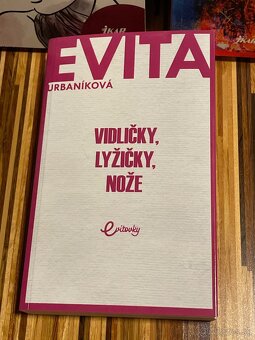 EVITA
URBANÍKOVÁ
VIDLIČKY,
LYŽIČKY,
NOŽE
evitovky